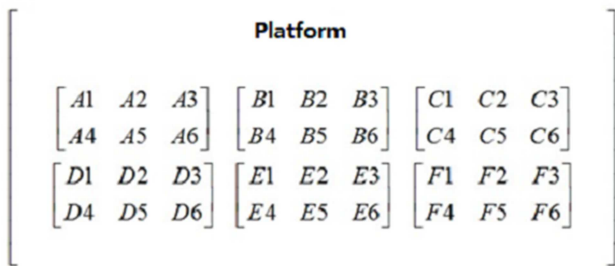 Platform
A1 A2 A3 B1 B2 B3 C1 C2 C3
A4 A5 A6 B4 B5 B6 C4 C5 C6
D1 D2 D3 E1 E2 E3 F1 F2 F3
D4 D5 D6 E4 E5 E6 F4 F5 F6